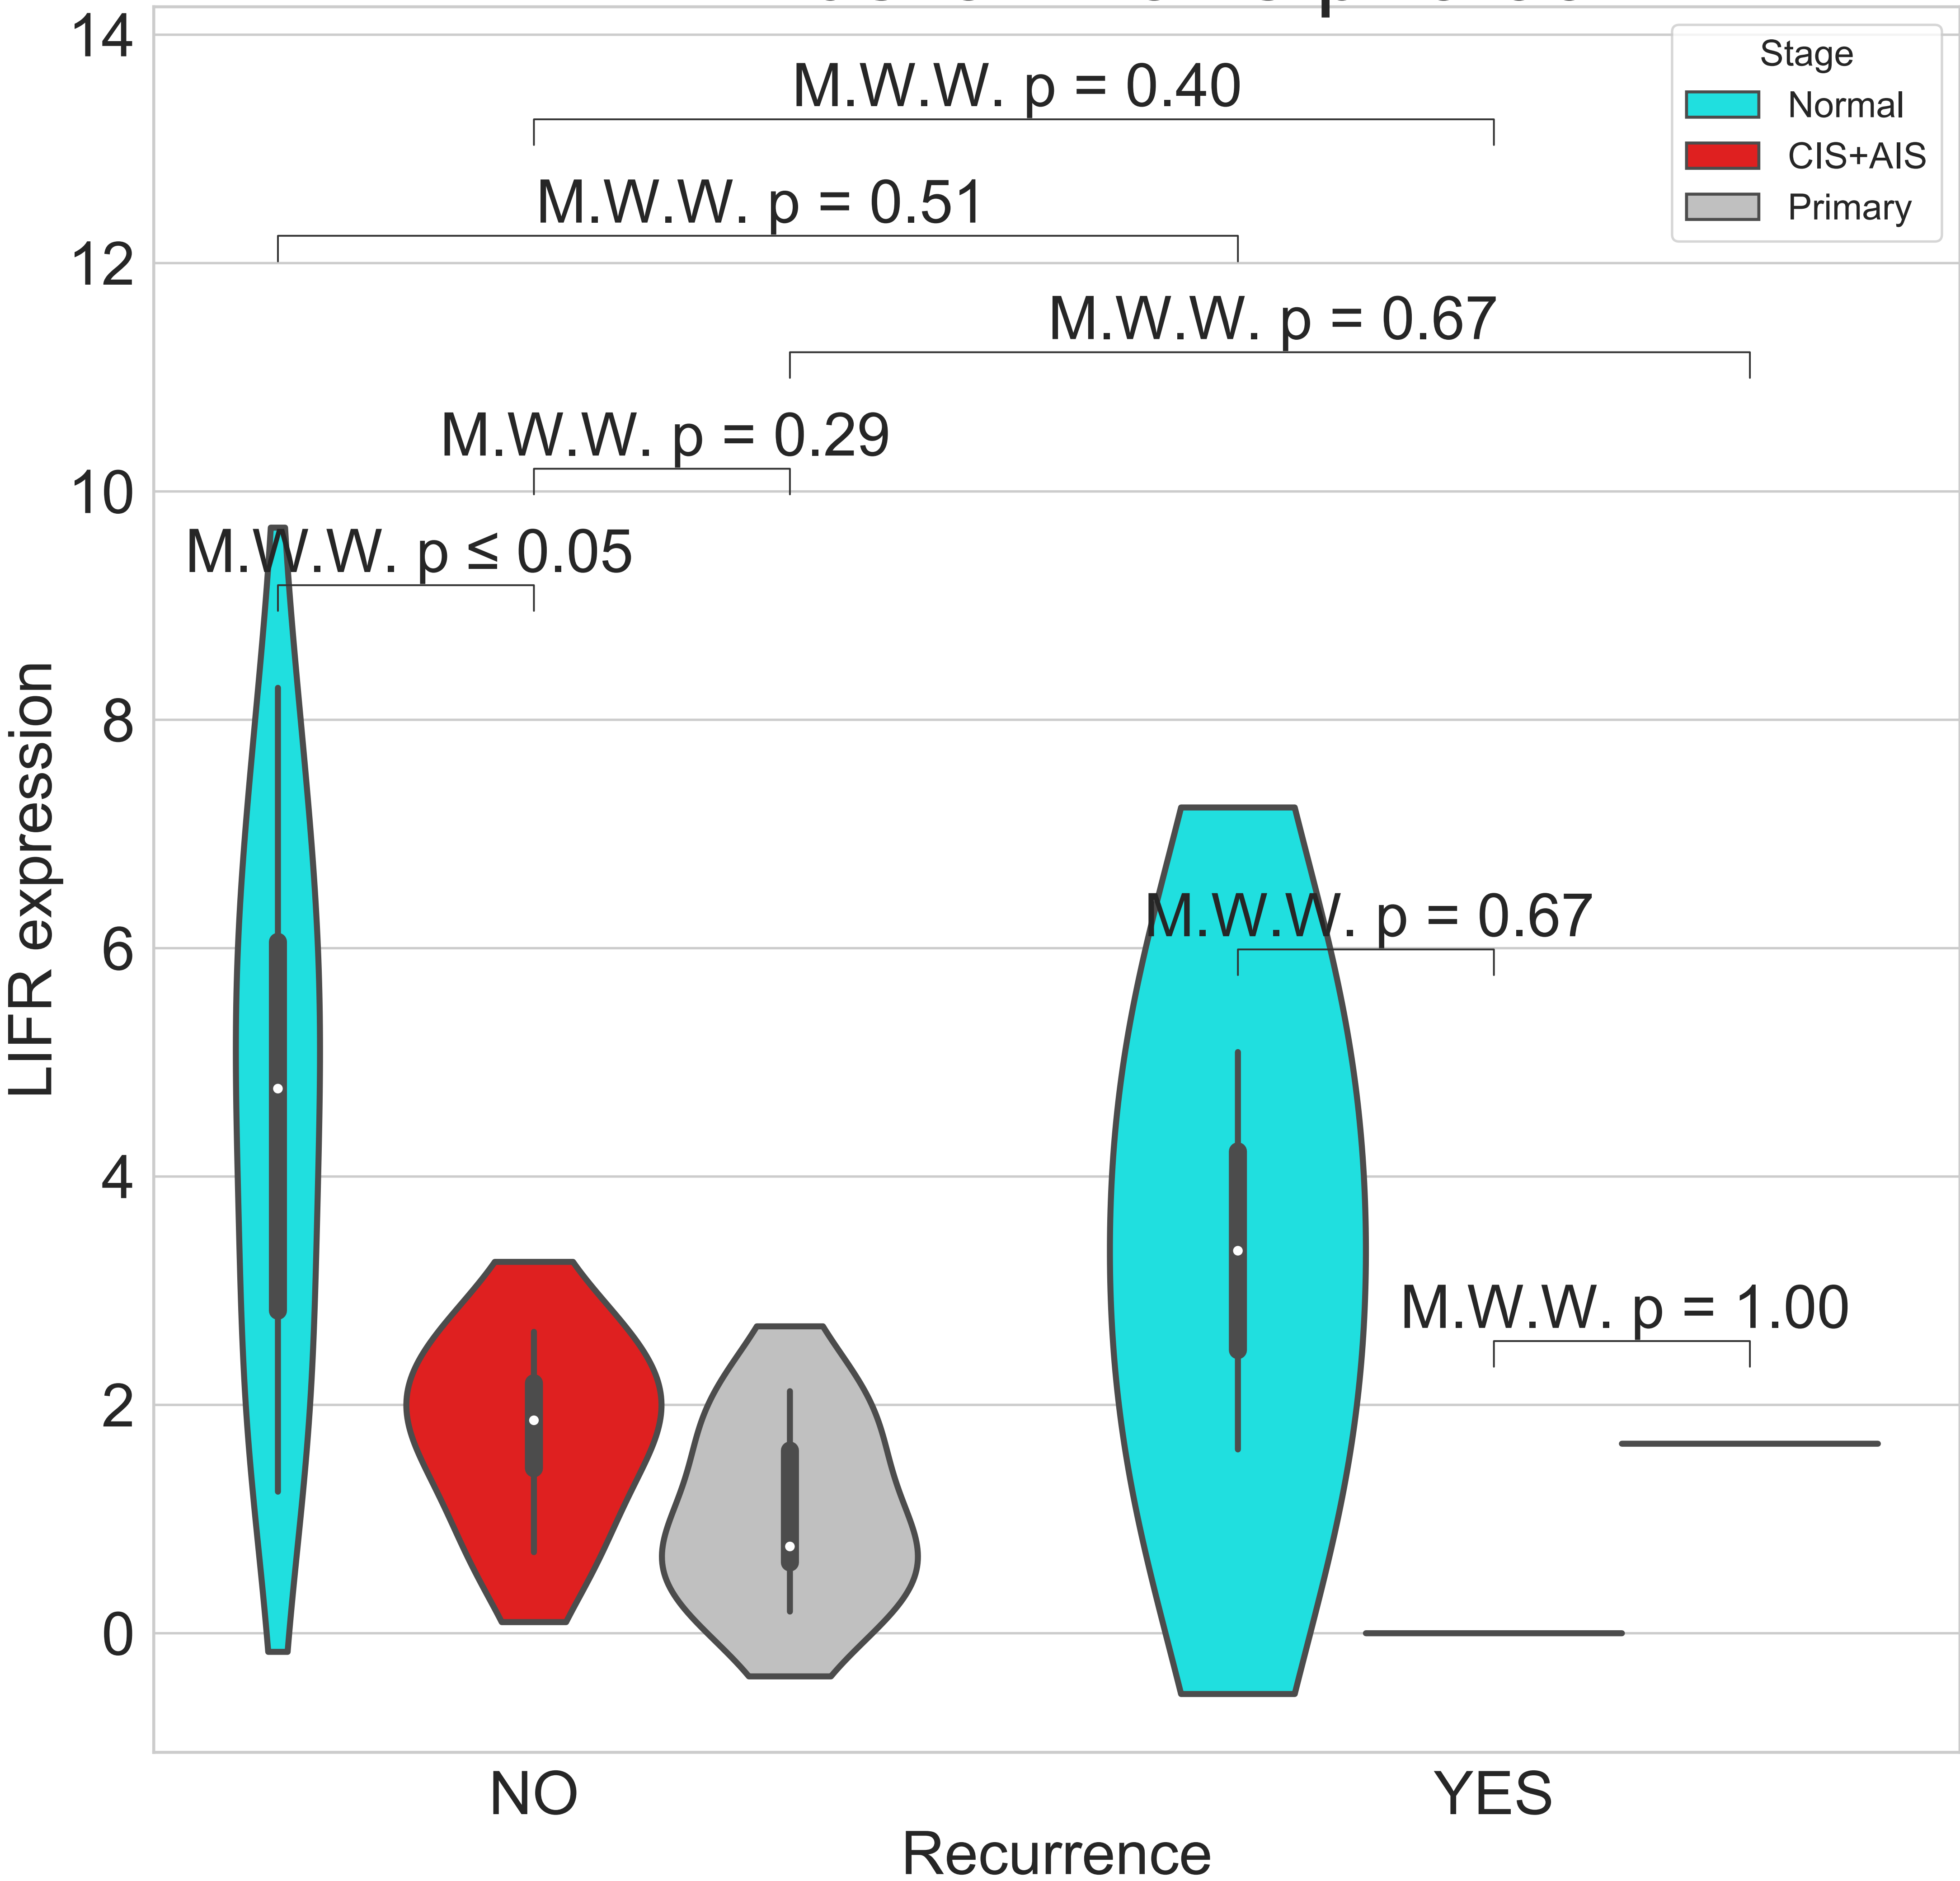 14
M.W.W. p = 0.40
Stage
Normal
CIS+AIS
Primary
M.W.W. p = 0.51
12
M.W.W. p = 0.67
M.W.W. p = 0.29
10
M.W.W. p ≤ 0.05
8
LIFR expression
M.W.W. p = 0.67
6
4
M.W.W. p = 1.00
2
0
NO
YES
Recurrence